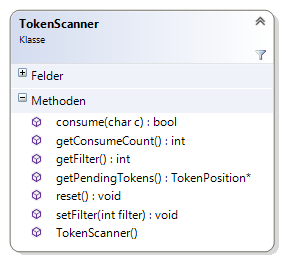 TokenScanner
Klasse
Felder
Methoden
consume(char c) : bool
getConsumeCount() : int
getFilter() : int
getPendingTokens() : TokenPosition*
reset() : void
setFilter(int filter) : void
TokenScanner()